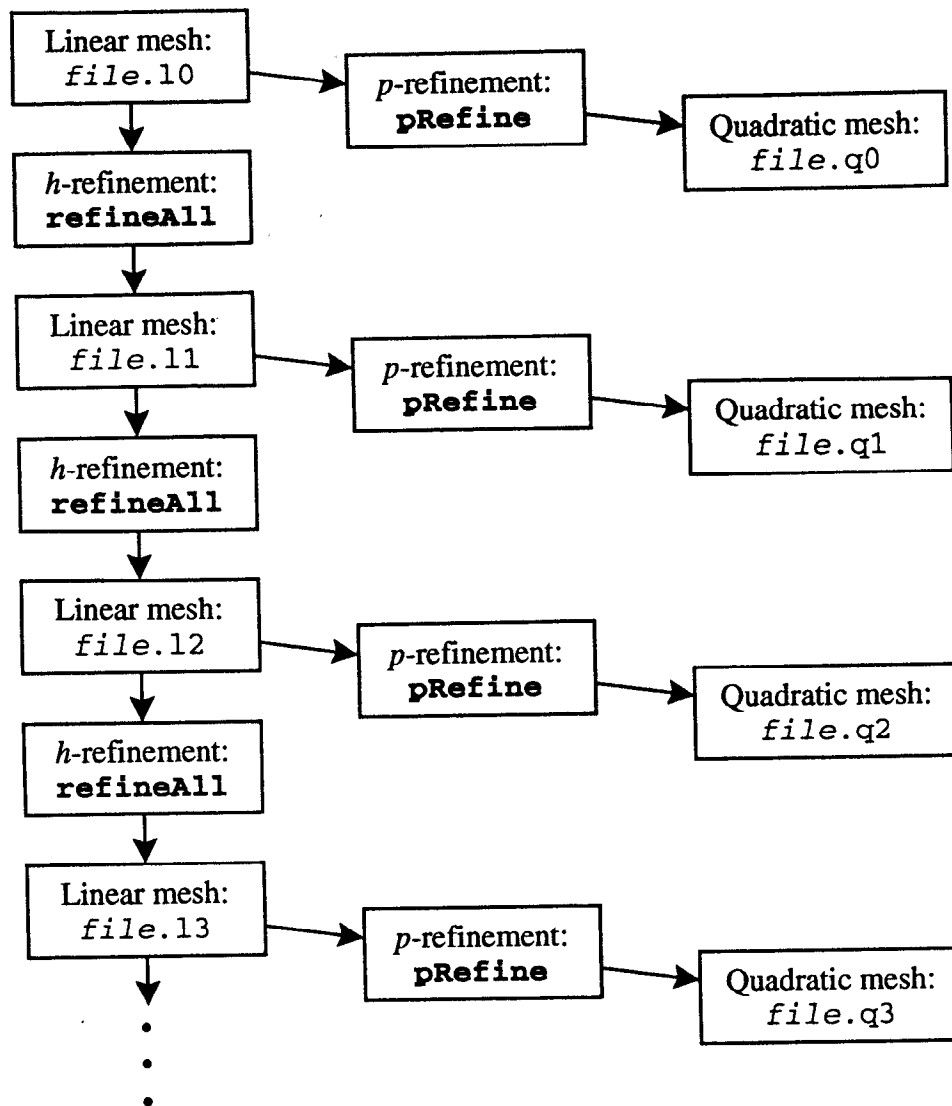 Linear mesh:
file.l0
p-refinement:
pRefine
Quadratic mesh:
file.q0
h-refinement:
refineAll
Linear mesh:
file.l1
p-refinement:
pRefine
Quadratic mesh:
file.q1
h-refinement:
refineAll
Linear mesh:
file.l2
p-refinement:
pRefine
Quadratic mesh:
file.q2
h-refinement:
refineAll
Linear mesh:
file.l3
p-refinement:
pRefine
Quadratic mesh:
file.q3